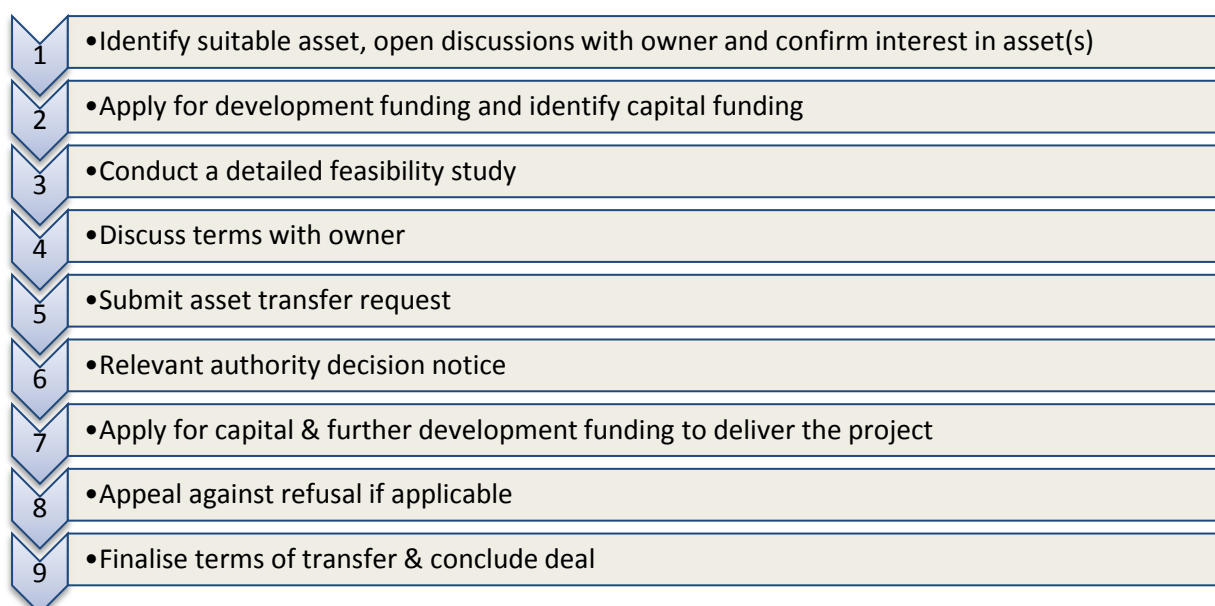 1 •Identify suitable asset, open discussions with owner and confirm interest in asset(s)
2 •Apply for development funding and identify capital funding
3 •Conduct a detailed feasibility study
4 •Discuss terms with owner
5 •Submit asset transfer request
6 •Relevant authority decision notice
7 •Apply for capital & further development funding to deliver the project
8 •Appeal against refusal if applicable
9 •Finalise terms of transfer & conclude deal